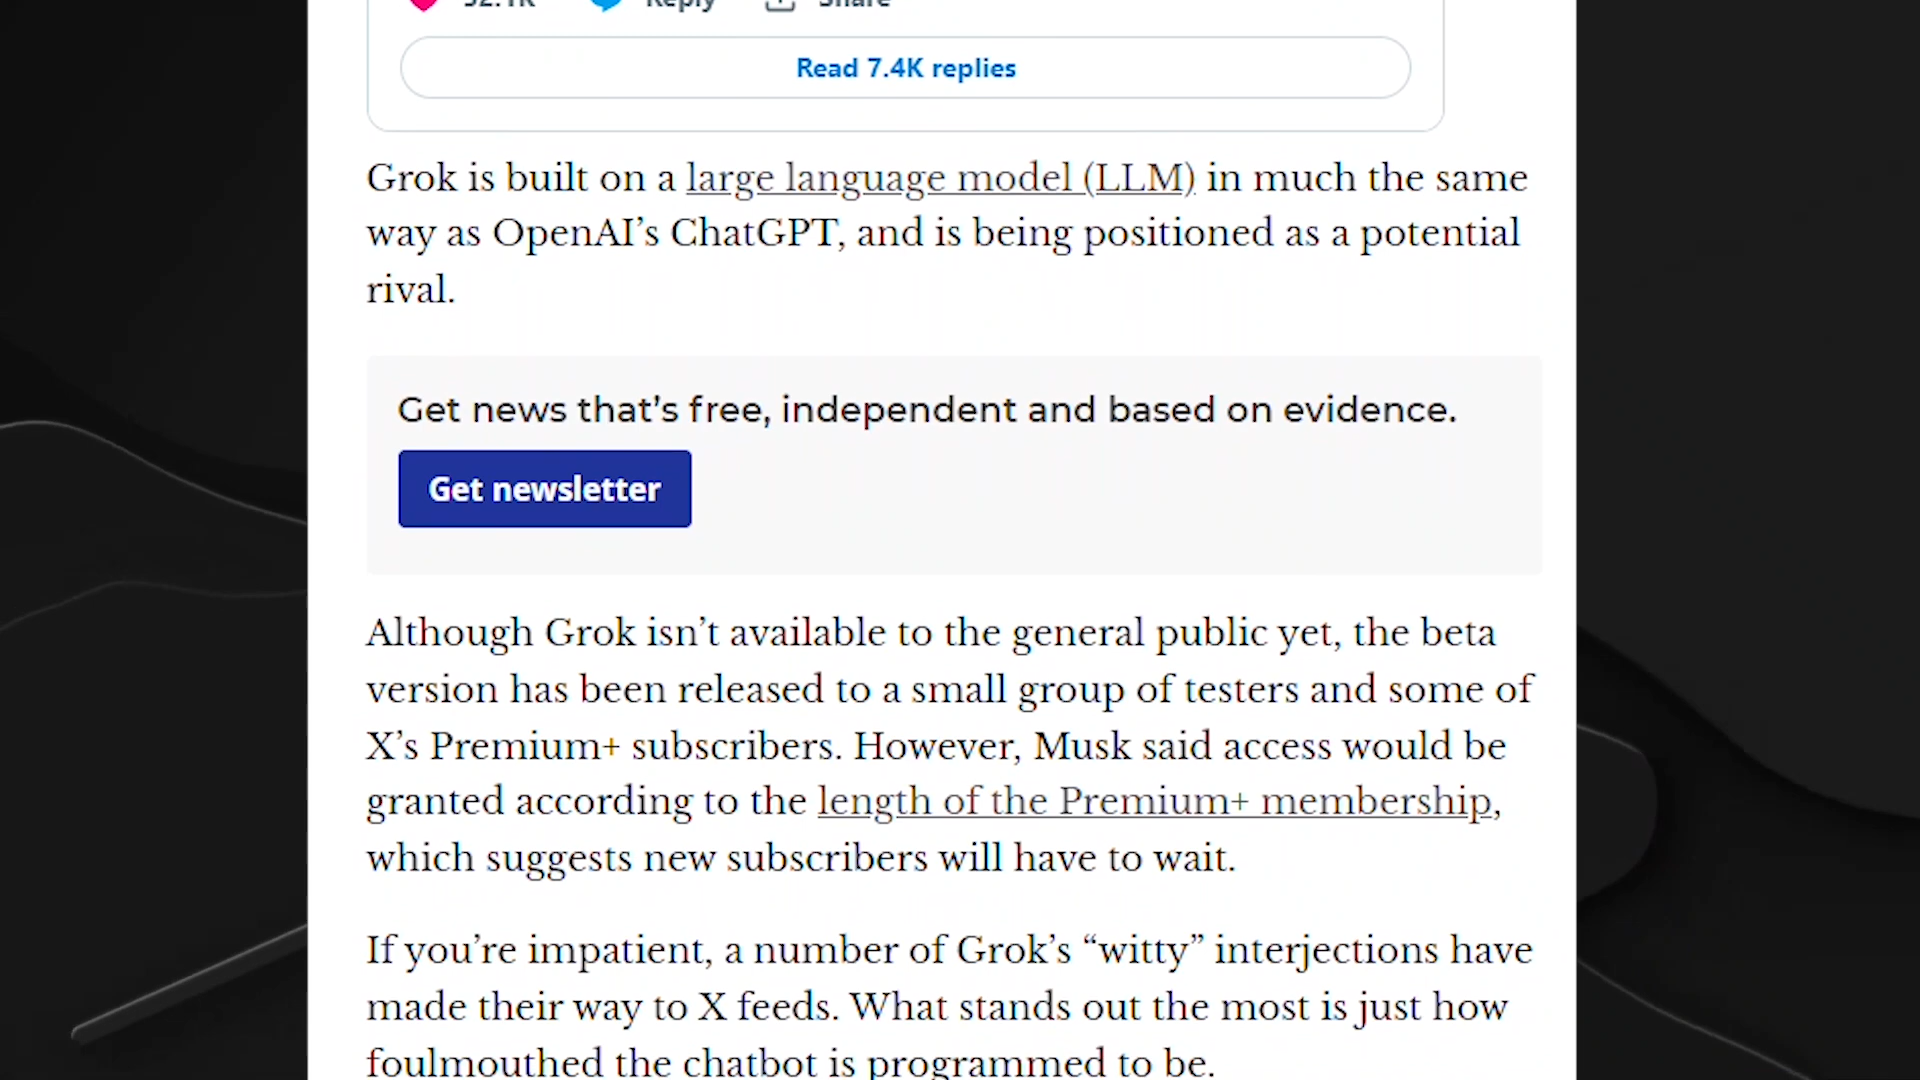 Reply
Share
Read 7.4K replies
Grok is built on a large language model (LLM) in much the same
way as OpenAI’s ChatGPT, and is being positioned as a potential
rival.
Get news that’s free, independent and based on evidence.
Get newsletter
Although Grok isn’t available to the general public yet, the beta
version has been released to a small group of testers and some of
X’s Premium+ subscribers. However, Musk said access would be
granted according to the length of the Premium+ membership,
which suggests new subscribers will have to wait.
If you’re impatient, a number of Grok’s “witty” interjections have
made their way to X feeds. What stands out the most is just how
foulmouthed the chatbot is programmed to be.